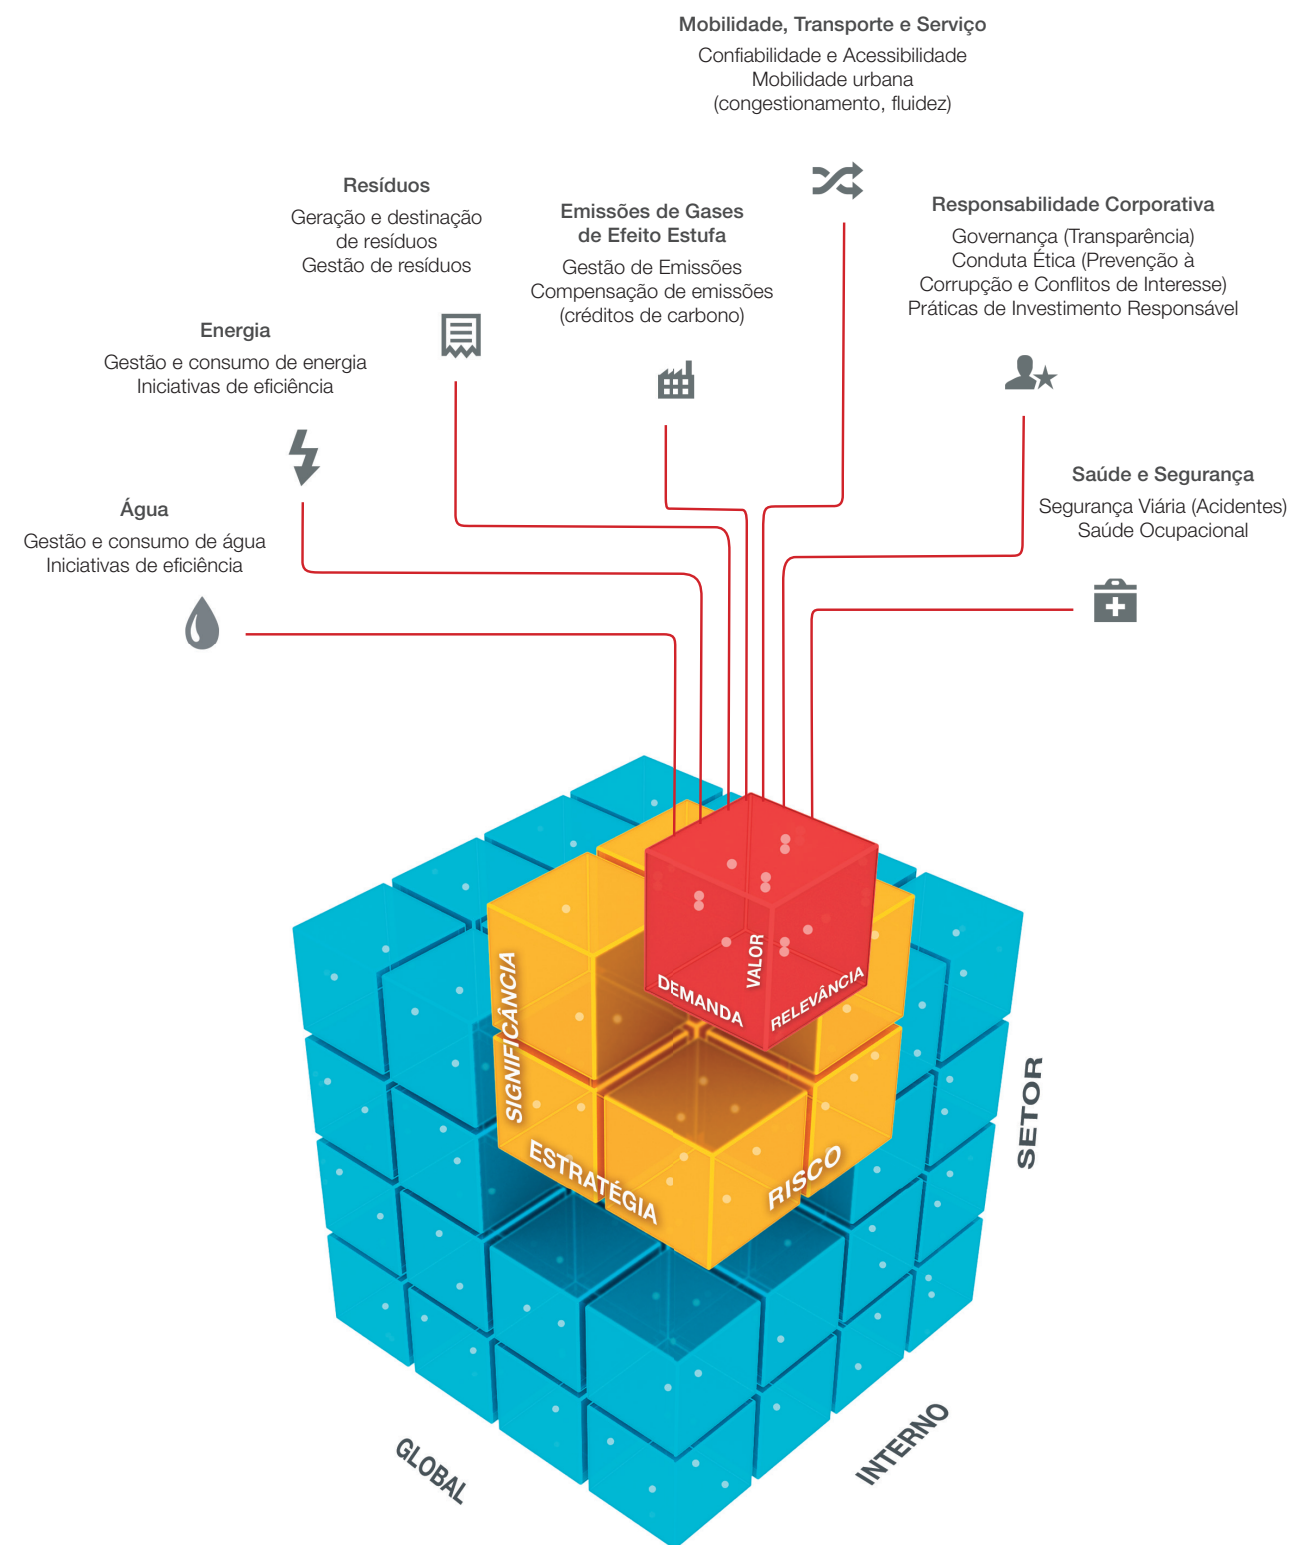 Mobilidade, Transporte e Serviço
Confiabilidade e Acessibilidade
Mobilidade urbana
(congestionamento, fluidez)
Resíduos
Geração e destinação
de resíduos
Gestão de resíduos
Emissões de Gases
de Efeito Estufa
Gestão de Emissões
Compensação de emissões
(créditos de carbono)
Responsabilidade Corporativa
Governança (Transparência)
Conduta Ética (Prevenção à
Corrupção e Conflitos de Interesse)
Práticas de Investimento Responsável
Energia
Gestão e consumo de energia
Iniciativas de eficiência
Saúde e Segurança
Segurança Viária (Acidentes)
Saúde Ocupacional
Água
Gestão e consumo de água
Iniciativas de eficiência
DEMANDA
VALOR
RELEVÂNCIA
SIGNIFICÂNCIA
ESTRATÉGIA
RISCO
SETOR
GLOBAL
INTERNO